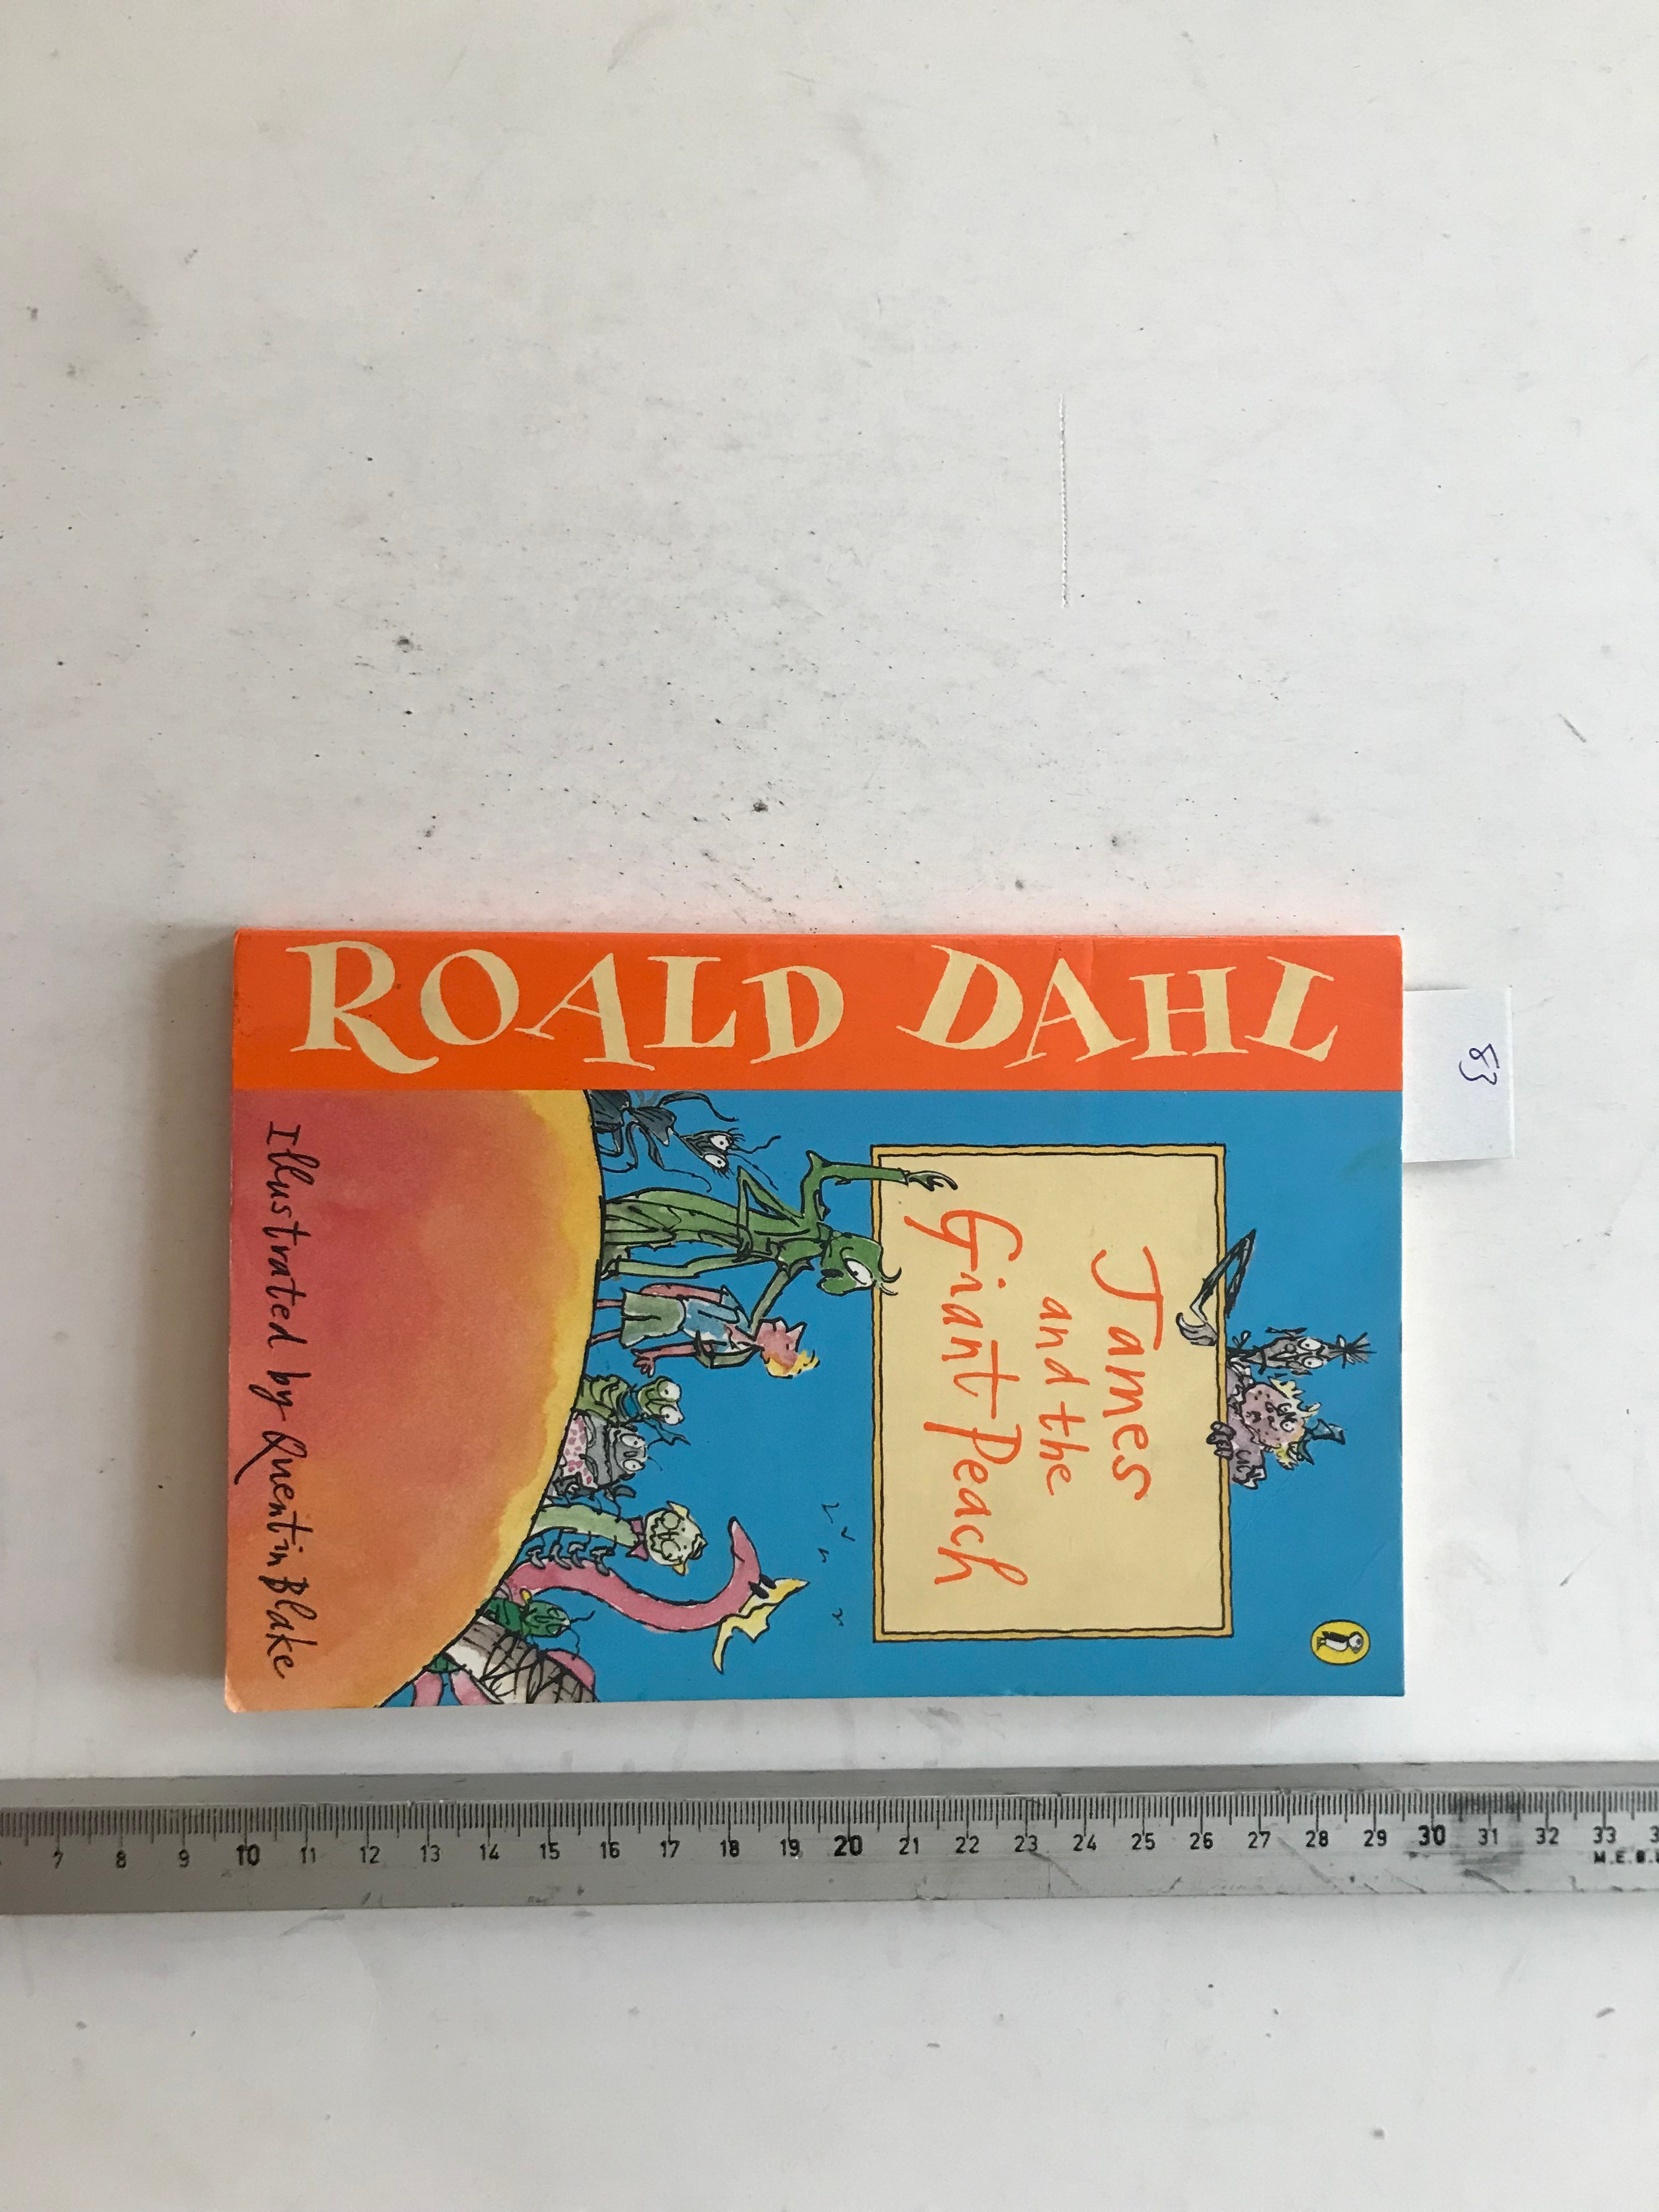 ROALD DAHL
James
and the
Giant Peach
Illustrated by Quentin Blake
83
7 8 9 10 11 12 13 14 15 16 17 18 19 20 21 22 23 24 25 26 27 28 29 30 31 32 33